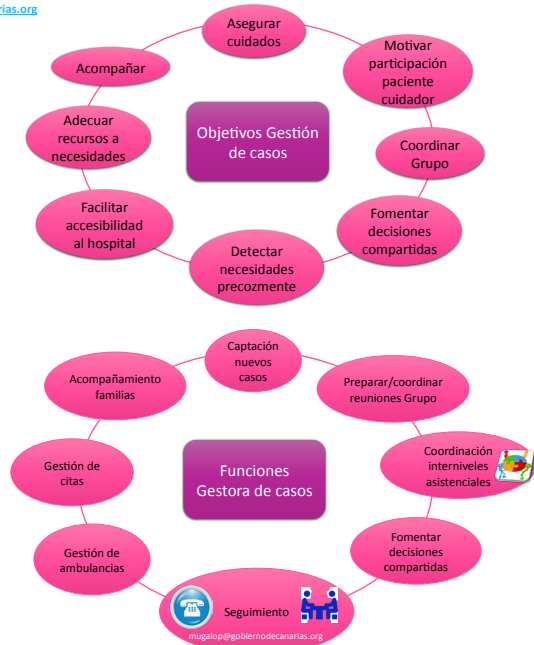 rias.org
Asegurar
cuidados
Motivar
participación
paciente
cuidador
Acompañar
Adecuar
recursos a
necesidades
Objetivos Gestión
de casos
Coordinar
Grupo
Facilitar
accesibilidad
al hospital
Fomentar
decisiones
compartidas
Detectar
necesidades
precozmente
Captación
nuevos
casos
Acompañamiento
familias
Preparar/coordinar
reuniones Grupo
Gestión de
citas
Funciones
Gestora de casos
Coordinación
interniveles
asistenciales
Gestión de
ambulancias
Fomentar
decisiones
compartidas
Seguimiento
mugalop@gobiernodecanarias.org